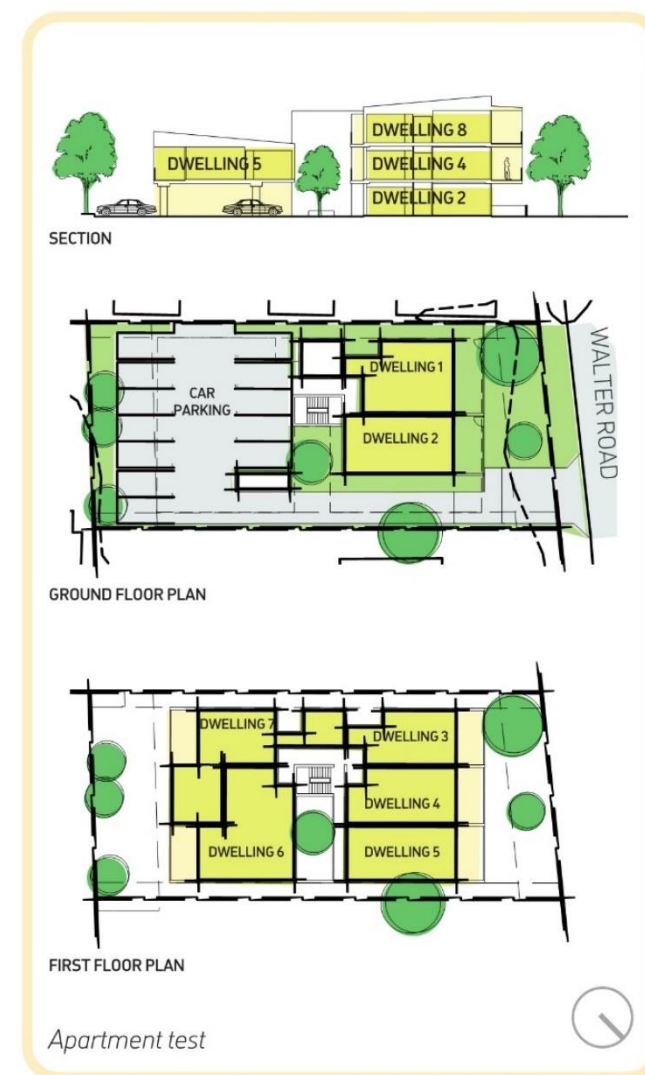 DWELLING 8
DWELLING 5
DWELLING 4
DWELLING 2
SECTION
DWELLING 1
CAR
PARKING
DWELLING 2
WALTER ROAD
GROUND FLOOR PLAN
DWELLING 7
DWELLING 3
DWELLING 4
DWELLING 6
DWELLING 5
FIRST FLOOR PLAN
Apartment test